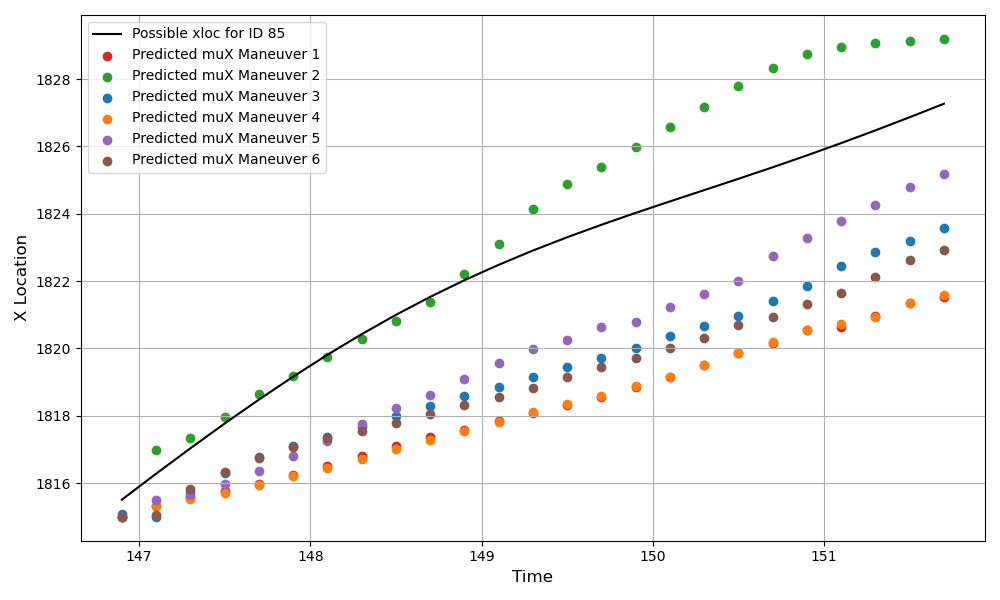 Possible xloc for ID 85
Predicted muX Maneuver 1
Predicted muX Maneuver 2
Predicted muX Maneuver 3
Predicted muX Maneuver 4
Predicted muX Maneuver 5
Predicted muX Maneuver 6
X Location
1828
1826
1824
1822
1820
1818
1816
147 148 149 150 151
Time